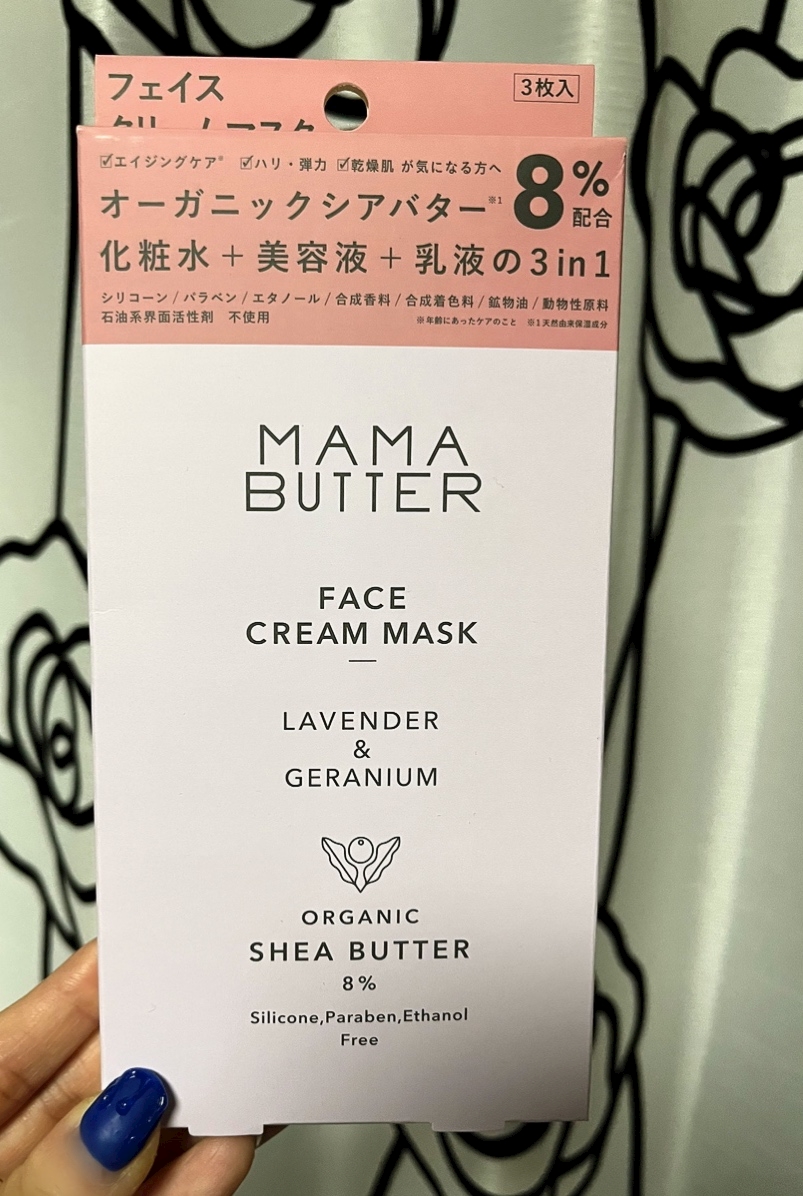 フェイス
クリームマスク
3枚入
☑エイジングケア※ ☑ハリ・弾力 ☑乾燥肌 が気になる方へ
オーガニックシアバター※1
8%
配合
化粧水+美容液+乳液の3in1
シリコーン/パラベン/エタノール/合成香料/合成着色料/鉱物油/動物性原料
石油系界面活性剤 不使用
※年齢にあったケアのこと ※1天然由来保湿成分
MAMA
BUTTER
FACE
CREAM MASK
LAVENDER
&
GERANIUM
ORGANIC
SHEA BUTTER
8%
Silicone,Paraben,Ethanol
Free